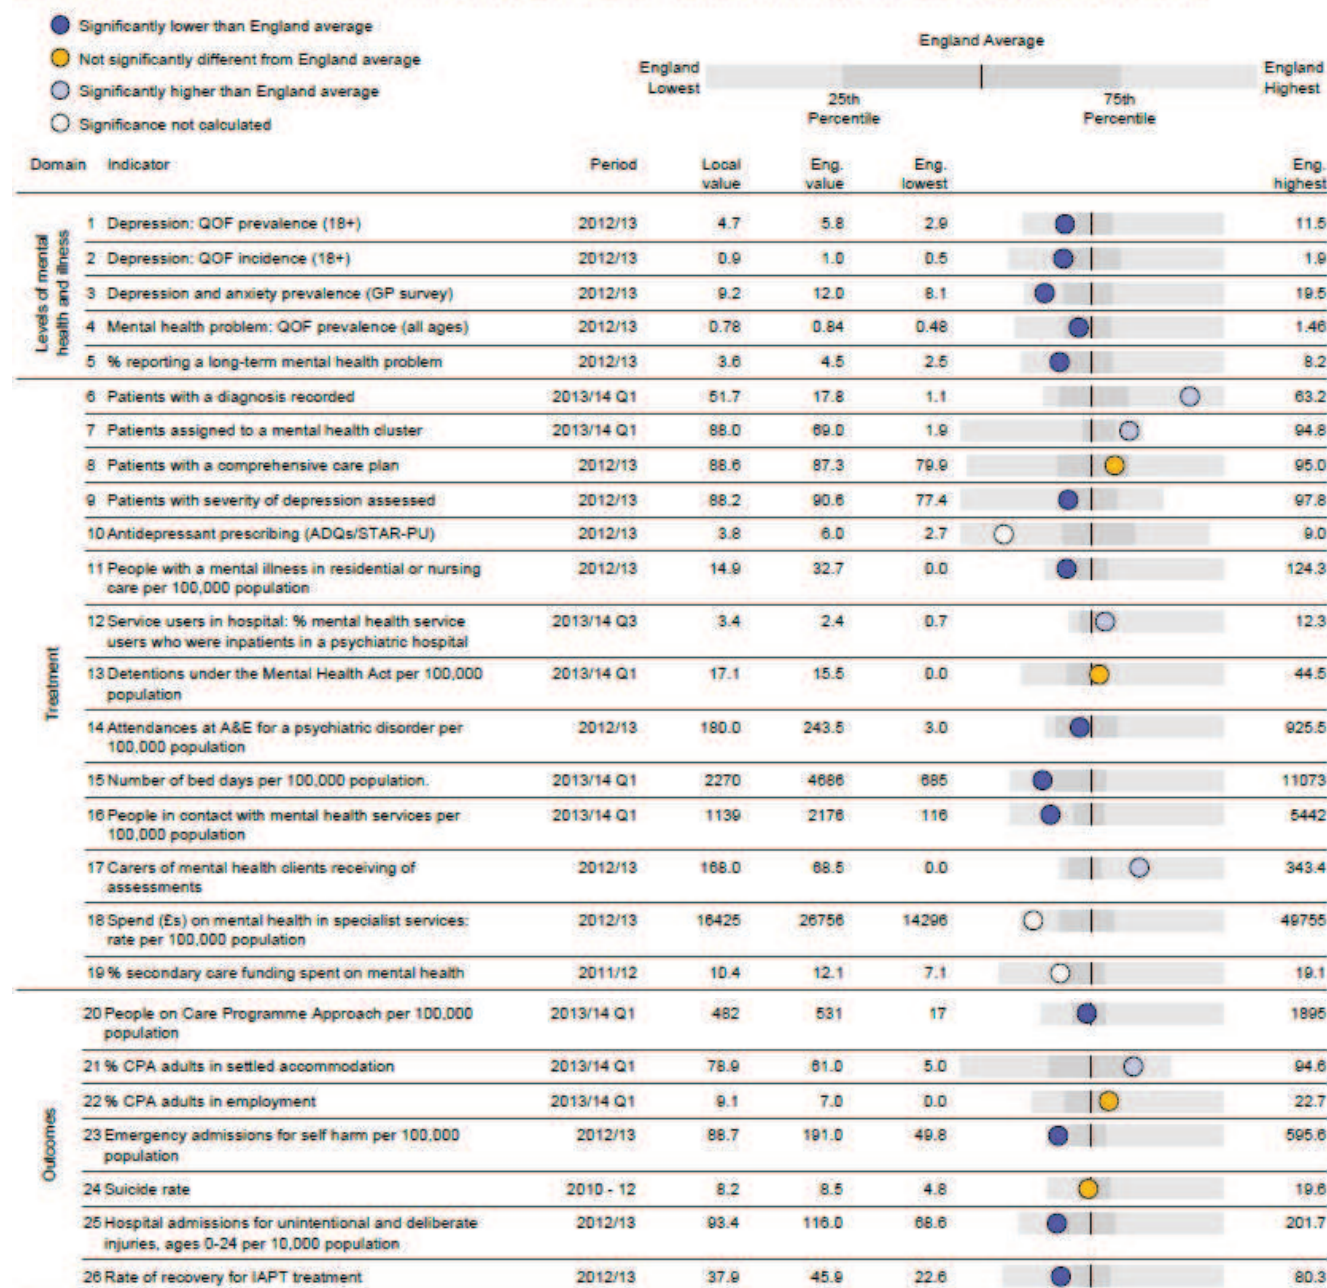 Significantly lower than England average
Not significantly different from England average
Significantly higher than England average
Significance not calculated
England Average
England Lowest
England Highest
25th Percentile
75th Percentile
Domain Indicator Period Local value Eng. value Eng. lowest Eng. highest
Levels of mental health and illness
1 Depression: QOF prevalence (18+) 2012/13 4.7 5.8 2.9 11.5
2 Depression: QOF incidence (18+) 2012/13 0.9 1.0 0.5 1.9
3 Depression and anxiety prevalence (GP survey) 2012/13 9.2 12.0 8.1 19.5
4 Mental health problem: QOF prevalence (all ages) 2012/13 0.78 0.84 0.48 1.46
5 % reporting a long-term mental health problem 2012/13 3.6 4.5 2.5 8.2
Treatment
6 Patients with a diagnosis recorded 2013/14 Q1 51.7 17.8 1.1 63.2
7 Patients assigned to a mental health cluster 2013/14 Q1 88.0 69.0 1.9 94.8
8 Patients with a comprehensive care plan 2012/13 88.6 87.3 79.9 95.0
9 Patients with severity of depression assessed 2012/13 88.2 90.6 77.4 97.8
10 Antidepressant prescribing (ADQs/STAR-PU) 2012/13 3.8 6.0 2.7 9.0
11 People with a mental illness in residential or nursing 2012/13 14.9 32.7 0.0 124.3
care per 100,000 population
12 Service users in hospital: % mental health service 2013/14 Q3 3.4 2.4 0.7 12.3
users who were inpatients in a psychiatric hospital
13 Detentions under the Mental Health Act per 100,000 2013/14 Q1 17.1 15.5 0.0 44.5
population
14 Attendances at A&E for a psychiatric disorder per 2012/13 180.0 243.5 3.0 925.5
100,000 population
15 Number of bed days per 100,000 population. 2013/14 Q1 2270 4686 685 11073
16 People in contact with mental health services per 2013/14 Q1 1139 2176 116 5442
100,000 population
17 Carers of mental health clients receiving of 2012/13 168.0 68.5 0.0 343.4
assessments
18 Spend (£s) on mental health in specialist services: 2012/13 16425 26756 14296 49755
rate per 100,000 population
19 % secondary care funding spent on mental health 2011/12 10.4 12.1 7.1 19.1
Outcomes
20 People on Care Programme Approach per 100,000 2013/14 Q1 482 531 17 1895
population
21 % CPA adults in settled accommodation 2013/14 Q1 78.9 61.0 5.0 94.6
22 % CPA adults in employment 2013/14 Q1 9.1 7.0 0.0 22.7
23 Emergency admissions for self harm per 100,000 2012/13 88.7 191.0 49.8 595.6
population
24 Suicide rate 2010 - 12 8.2 8.5 4.8 19.6
25 Hospital admissions for unintentional and deliberate 2012/13 93.4 116.0 68.6 201.7
injuries, ages 0-24 per 10,000 population
26 Rate of recovery for IAPT treatment 2012/13 37.9 45.9 22.6 80.3